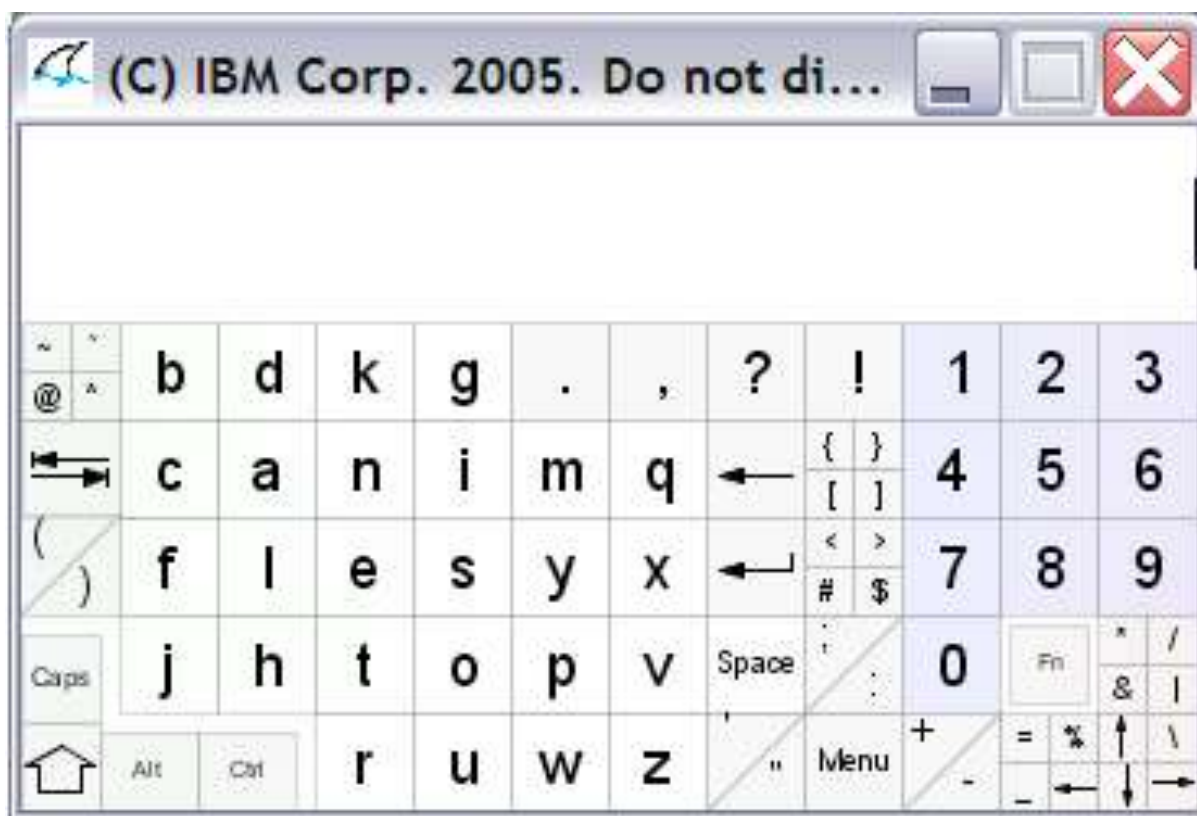 (C) IBM Corp. 2005. Do not di...
~ ` b d k g . , ? ! 1 2 3
@ ^
c a n i m q { } 4 5 6
[ ]
( ) f l e s y x < > 7 8 9
# $
Caps j h t o p v Space ; : 0 Fn * /
& |
Alt Ctrl r u w z ' " Menu + - = % \
_